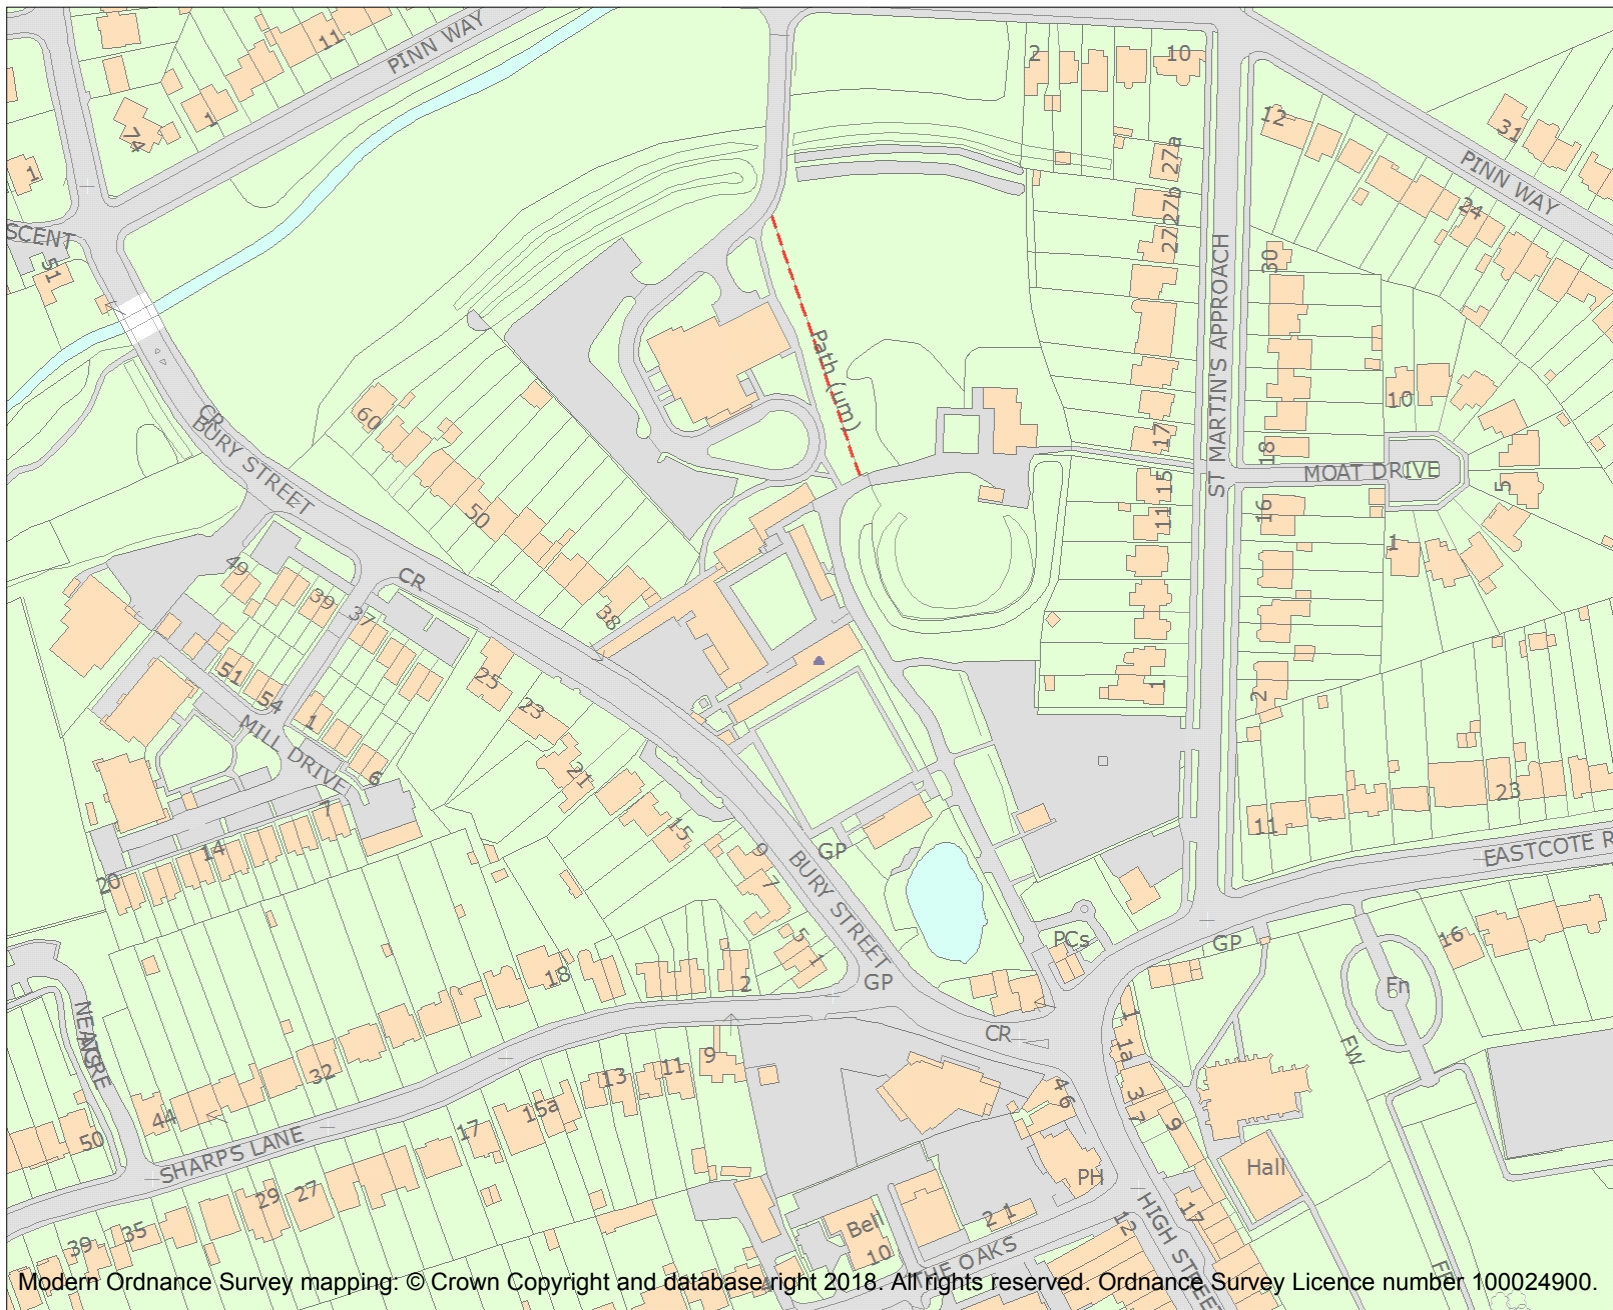 PINN WAY
11
1
74
1
SCENT
51
2
10
27a
27b
27
12
31
PINN WAY
24
30
ST MARTIN'S APPROACH
Path (um)
60
CR
BURY STREET
50
17
18
10
MOAT DRIVE
15
11
16
5
1
49
39
37
CR
38
51
54
1
MILL DRIVE
6
7
14
20
25
23
21
15
9
7
5
1
2
BURY STREET
GP
GP
1
2
11
23
EASTCOTE R
PCs
GP
16
Fn
FW
18
32
44
50
SHARPS LANE
17
15a
13
11
9
CR
4
6
1
1a
3
7
9
Hall
PH
17
12
HIGH STREET
2 1
Bell
10
THE OAKS
39
35
29
27
Modern Ordnance Survey mapping: © Crown Copyright and database right 2018. All rights reserved. Ordnance Survey Licence number 100024900.